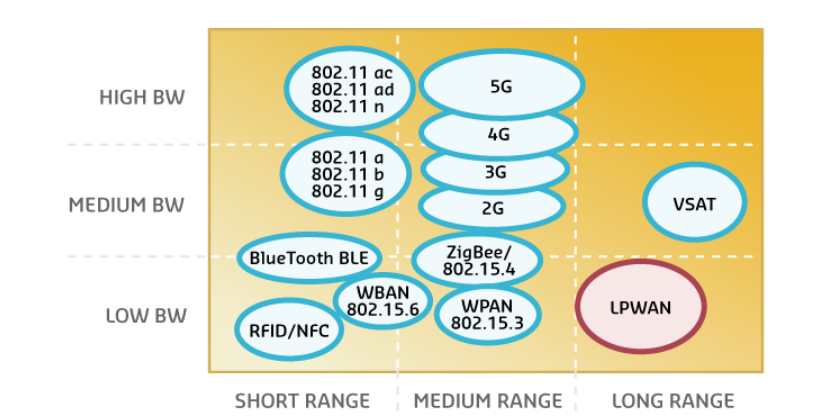 HIGH BW
802.11 ac
802.11 ad
802.11 n
5G
4G
MEDIUM BW
802.11 a
802.11 b
802.11 g
3G
2G
VSAT
LOW BW
BlueTooth BLE
ZigBee/
802.15.4
WBAN
802.15.6
WPAN
802.15.3
LPWAN
RFID/NFC
SHORT RANGE
MEDIUM RANGE
LONG RANGE